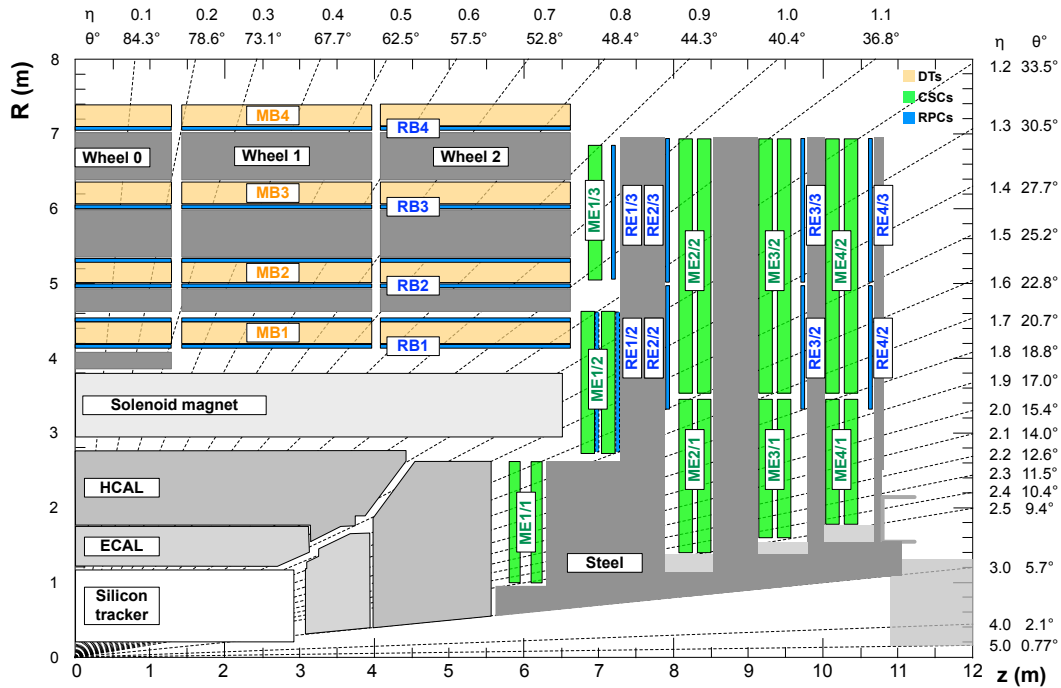 η 0.1 0.2 0.3 0.4 0.5 0.6 0.7 0.8 0.9 1.0 1.1
θ° 84.3° 78.6° 73.1° 67.7° 62.5° 57.5° 52.8° 48.4° 44.3° 40.4° 36.8° η θ°
R (m)
8
7
6
5
4
3
2
1
0
1.2 33.5°
1.3 30.5°
1.4 27.7°
1.5 25.2°
1.6 22.8°
1.7 20.7°
1.8 18.8°
1.9 17.0°
2.0 15.4°
2.1 14.0°
2.2 12.6°
2.3 11.5°
2.4 10.4°
2.5 9.4°
3.0 5.7°
4.0 2.1°
5.0 0.77°
DTs
CSCs
RPCs
MB4
RB4
Wheel 0 Wheel 1 Wheel 2
MB3
RB3
MB2
RB2
MB1
RB1
Solenoid magnet
HCAL
ECAL
Silicon
tracker
Steel
ME1/3
RE1/3
RE2/3
ME2/2
ME3/2
RE3/3
ME4/2
RE4/3
ME1/2
RE1/2
RE2/2
RE3/2
RE4/2
ME1/1
ME2/1
ME3/1
ME4/1
0 1 2 3 4 5 6 7 8 9 10 11 12
z (m)